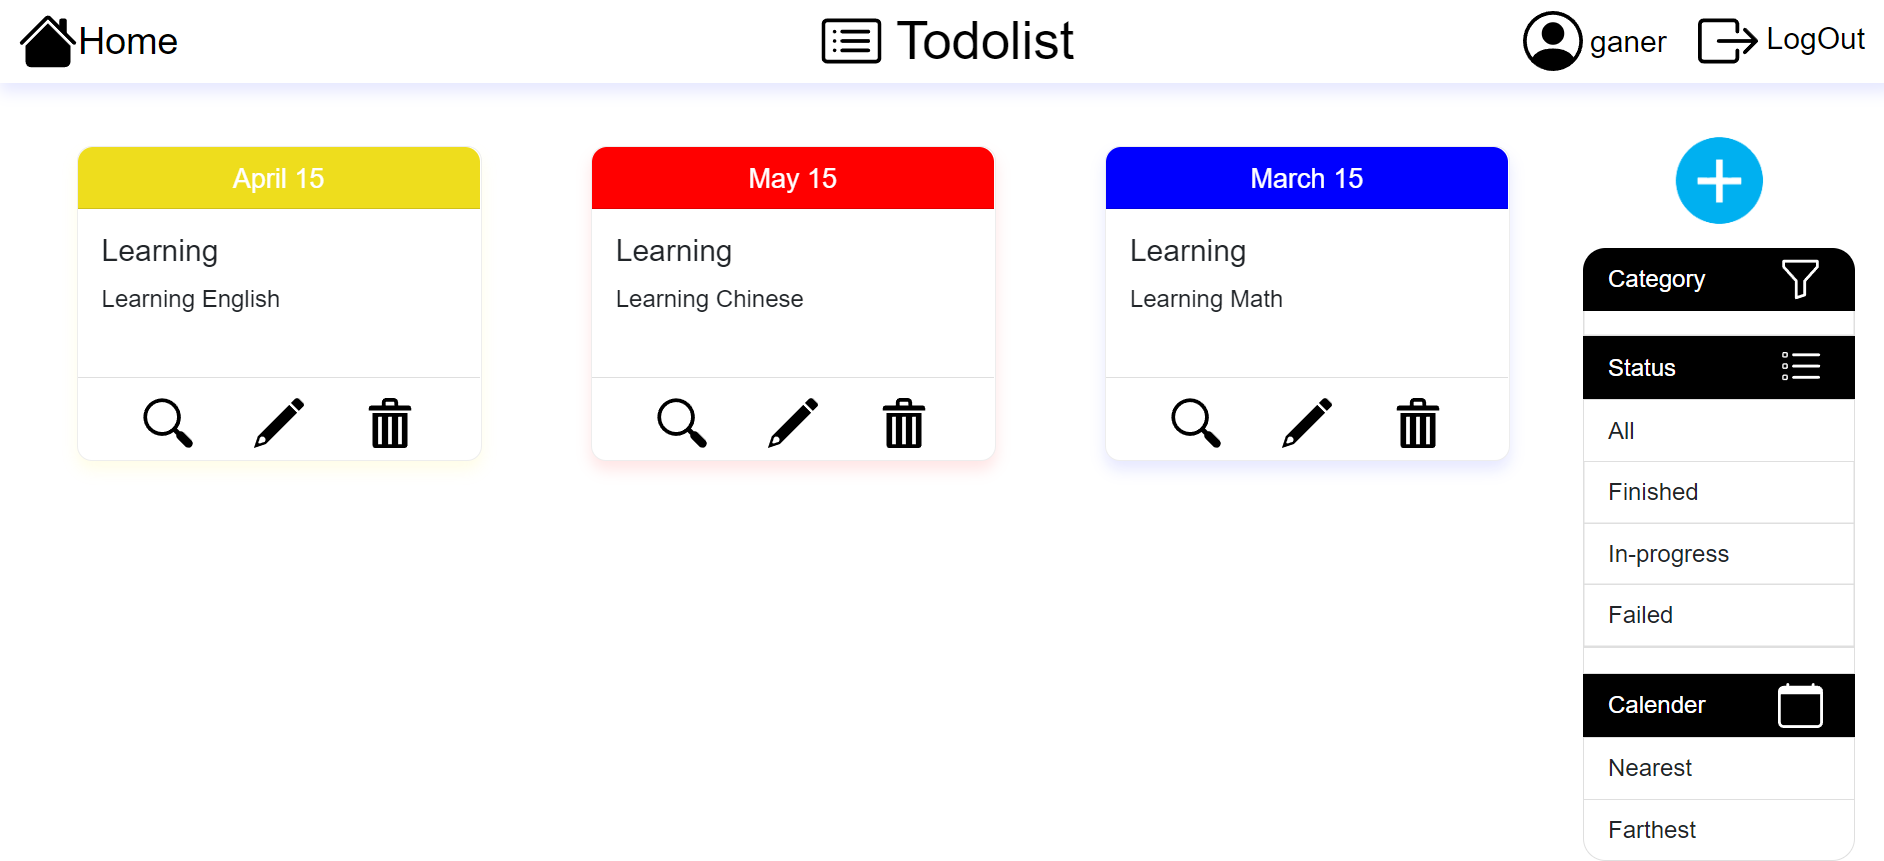 Home
Todolist
ganer
LogOut
April 15
Learning
Learning English
May 15
Learning
Learning Chinese
March 15
Learning
Learning Math
Category
Status
All
Finished
In-progress
Failed
Calender
Nearest
Farthest